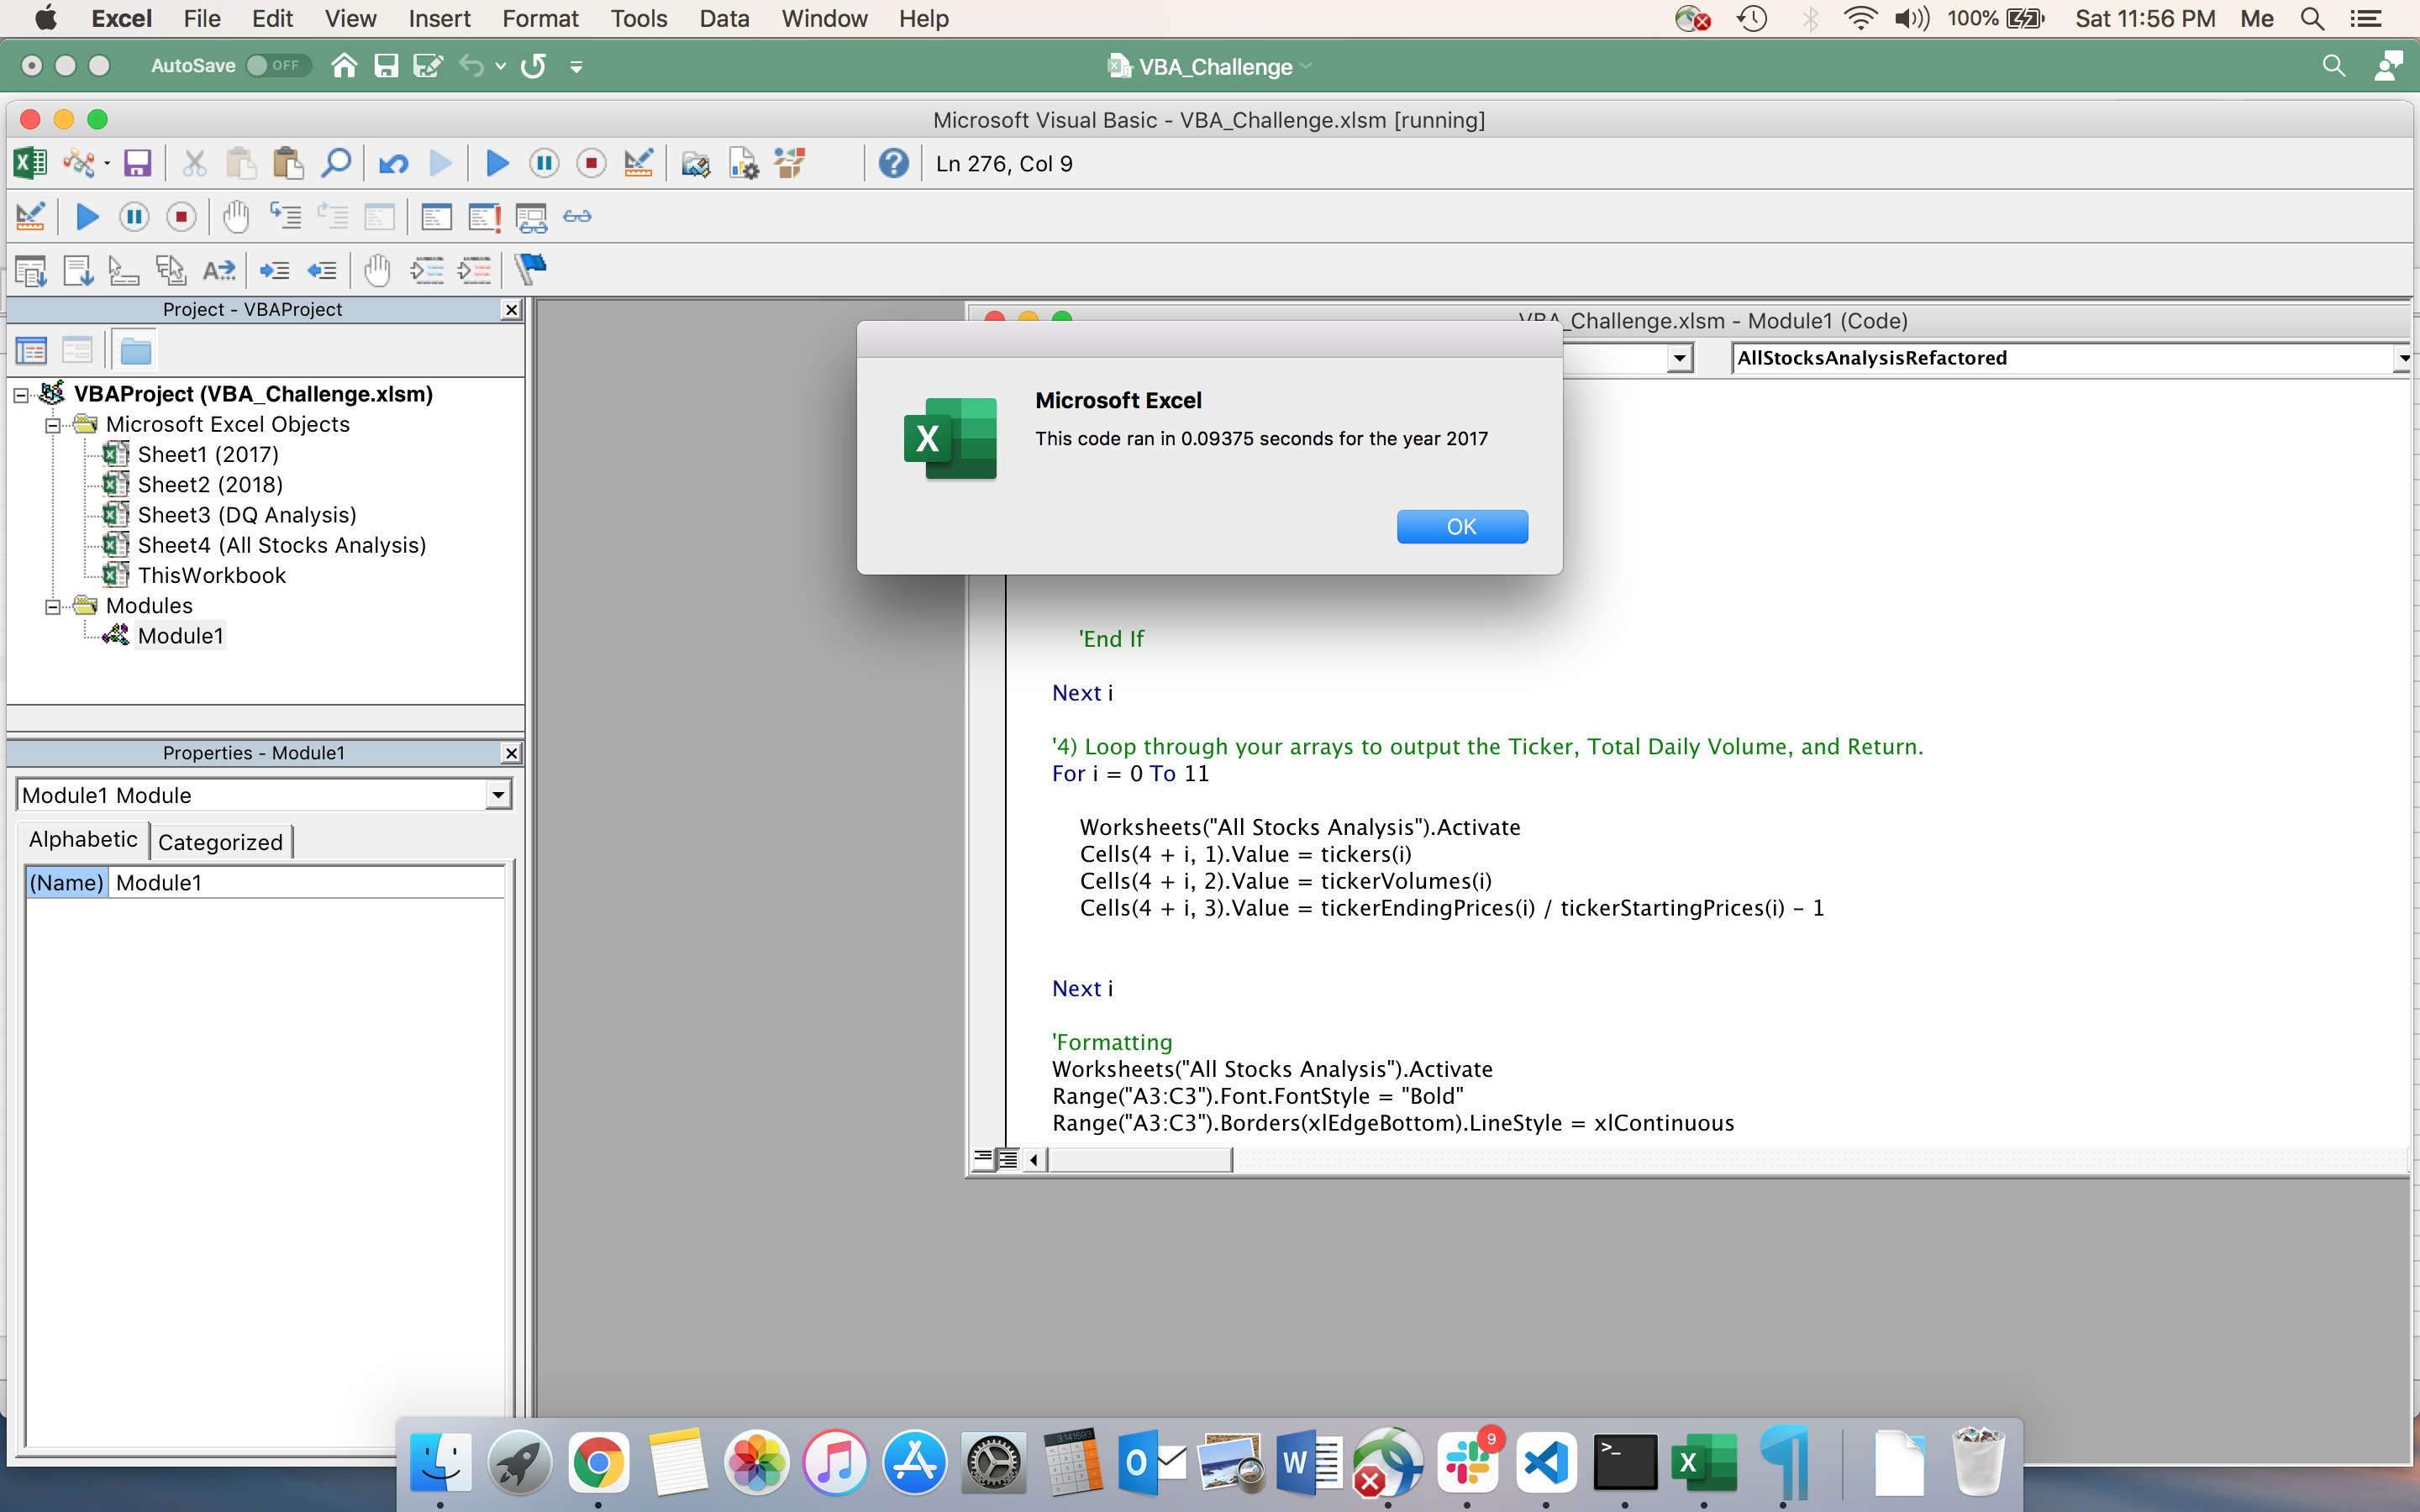 Excel File Edit View Insert Format Tools Data Window Help 100% Sat 11:56 PM Me
AutoSave OFF VBA_Challenge
Microsoft Visual Basic - VBA_Challenge.xlsm [running]
Ln 276, Col 9
Project - VBAProject
VBAProject (VBA_Challenge.xlsm)
Microsoft Excel Objects
Sheet1 (2017)
Sheet2 (2018)
Sheet3 (DQ Analysis)
Sheet4 (All Stocks Analysis)
ThisWorkbook
Modules
Module1
Properties - Module1
Module1 Module
Alphabetic Categorized
(Name) Module1
VBA_Challenge.xlsm - Module1 (Code)
AllStocksAnalysisRefactored
Microsoft Excel
This code ran in 0.09375 seconds for the year 2017
OK
'End If
Next i
'4) Loop through your arrays to output the Ticker, Total Daily Volume, and Return.
For i = 0 To 11
Worksheets("All Stocks Analysis").Activate
Cells(4 + i, 1).Value = tickers(i)
Cells(4 + i, 2).Value = tickerVolumes(i)
Cells(4 + i, 3).Value = tickerEndingPrices(i) / tickerStartingPrices(i) - 1
Next i
'Formatting
Worksheets("All Stocks Analysis").Activate
Range("A3:C3").Font.FontStyle = "Bold"
Range("A3:C3").Borders(xlEdgeBottom).LineStyle = xlContinuous
3.141593
9